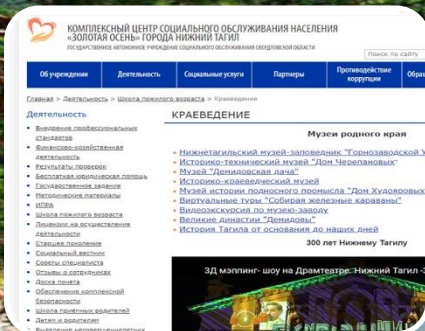 КОМПЛЕКСНЫЙ ЦЕНТР СОЦИАЛЬНОГО ОБСЛУЖИВАНИЯ НАСЕЛЕНИЯ
«ЗОЛОТАЯ ОСЕНЬ» ГОРОДА НИЖНИЙ ТАГИЛ
ГОСУДАРСТВЕННОЕ АВТОНОМНОЕ УЧРЕЖДЕНИЕ СОЦИАЛЬНОГО ОБСЛУЖИВАНИЯ СВЕРДЛОВСКОЙ ОБЛАСТИ
Поиск по сайту
Об учреждении Деятельность Социальные услуги Партнеры Противодействие коррупции
Главная > Деятельность > Школа пожилого возраста > Краеведение
Деятельность
Внедрение профессиональных
стандартов
Финансово-хозяйственная
деятельность
Результаты проверок
Бесплатная юридическая помощь
Государственное задание
Методические материалы
ИПРА
Школа пожилого возраста
Лицензии на осуществление
деятельности
Старшее поколение
Социальный вестник
Советы специалиста
Отзывы о сотрудниках
Доска почета
Обеспечение комплексной
безопасности
Школа приёмных родителей
Детям и родителям
Выявление несовершеннолетних
КРАЕВЕДЕНИЕ
Музеи родного края
Нижнетагильский музей-заповедник "Горнозаводской
Историко-технический музей "Дом Черепановых"
Музей "Демидовская дача"
Историко-краеведческий музей
Музей истории подносного промысла "Дом Худояровых
Виртуальные туры "Собирая железные караваны"
Видеоэкскурсия по музею-заводу
Великие династии "Демидовы"
История Тагила от основания до наших дней
300 лет Нижнему Тагилу
3Д мэппинг- шоу на Драмтеатре. Нижний Тагил